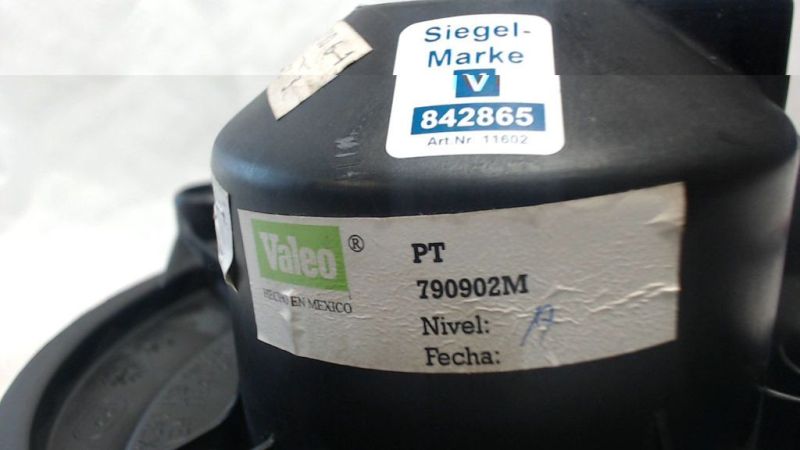 Siegel-
Marke
V
842865
Art.Nr. 11602
Valeo®
HECHO EN MEXICO
PT
790902M
Nivel: A
Fecha: